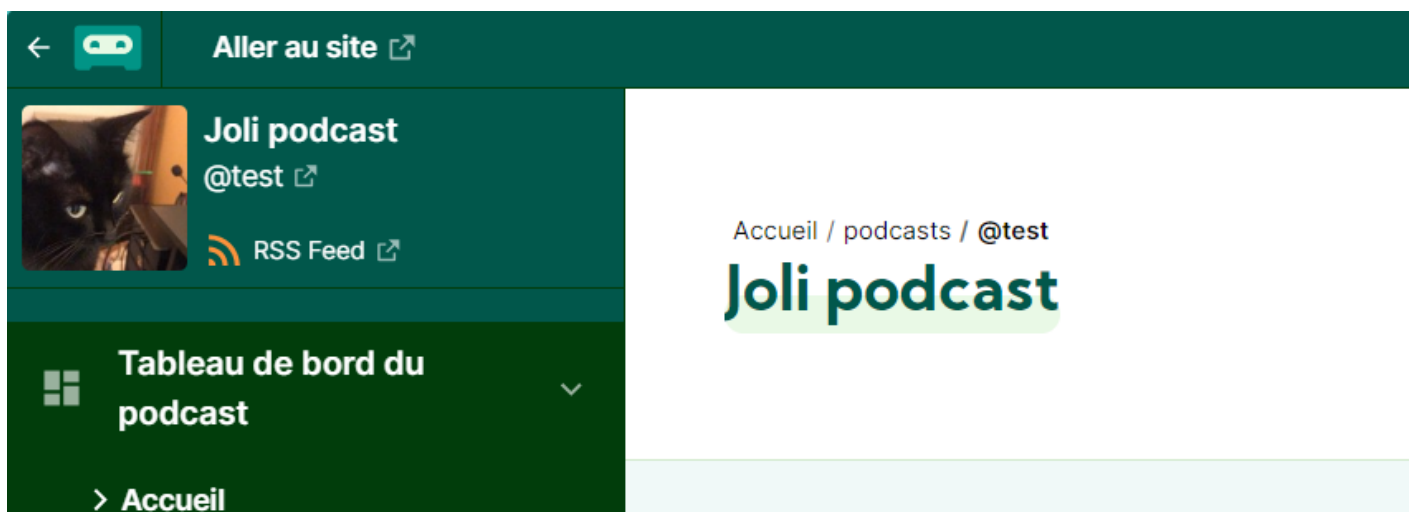 Aller au site
Joli podcast
@test
RSS Feed
Accueil / podcasts / @test
Joli podcast
Tableau de bord du
podcast
Accueil